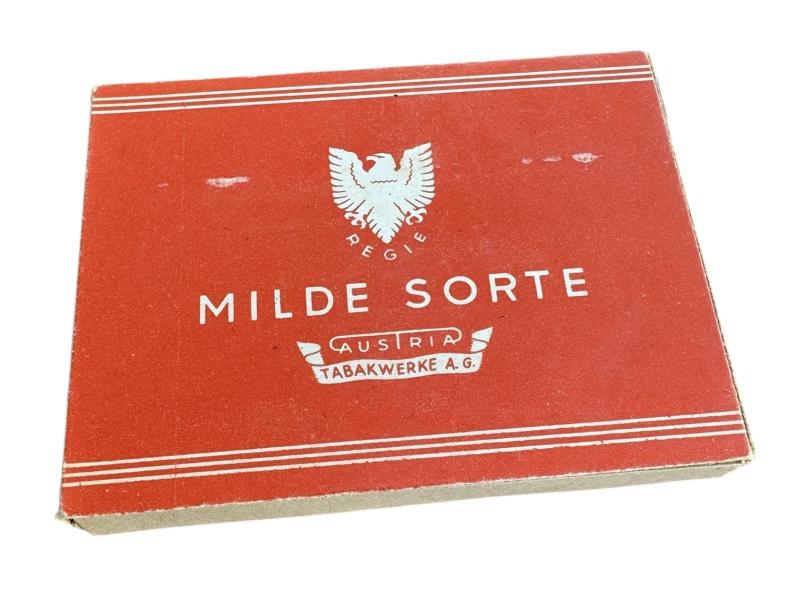 REGIE
MILDE SORTE
AUSTRIA
TABAKWERKE A. G.